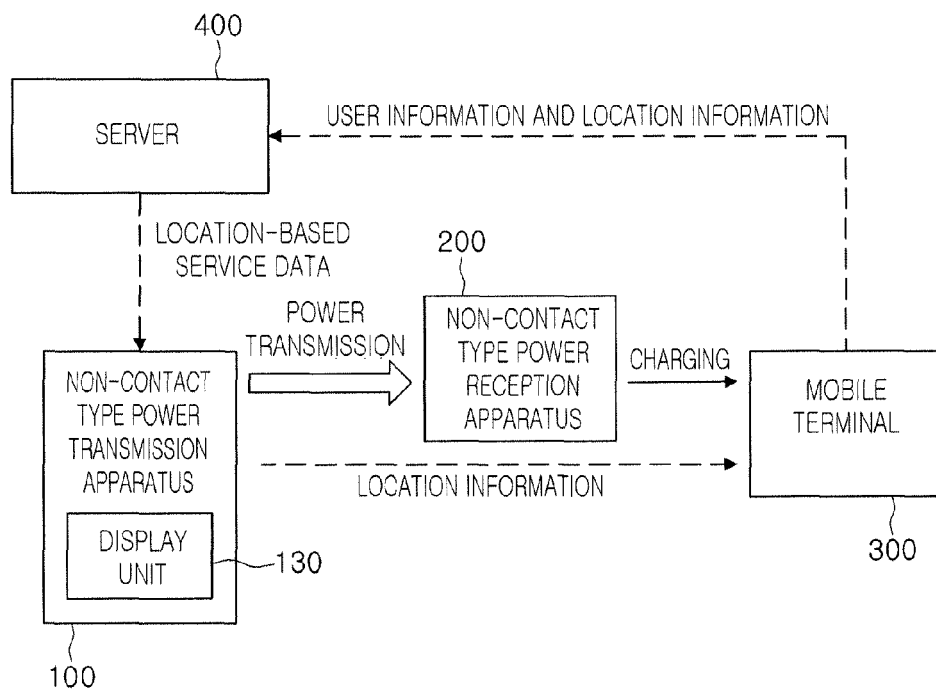 400
SERVER
USER INFORMATION AND LOCATION INFORMATION
LOCATION-BASED
SERVICE DATA
200
POWER
TRANSMISSION
NON-CONTACT
TYPE POWER
RECEPTION
APPARATUS
CHARGING
MOBILE
TERMINAL
300
NON-CONTACT
TYPE POWER
TRANSMISSION
APPARATUS
LOCATION INFORMATION
DISPLAY
UNIT
130
100